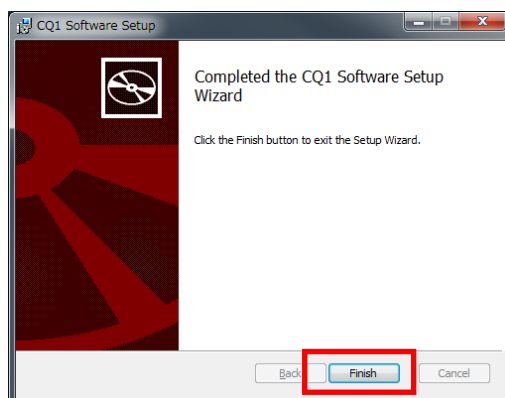 CQ1 Software Setup
Completed the CQ1 Software Setup
Wizard
Click the Finish button to exit the Setup Wizard.
Back Finish Cancel